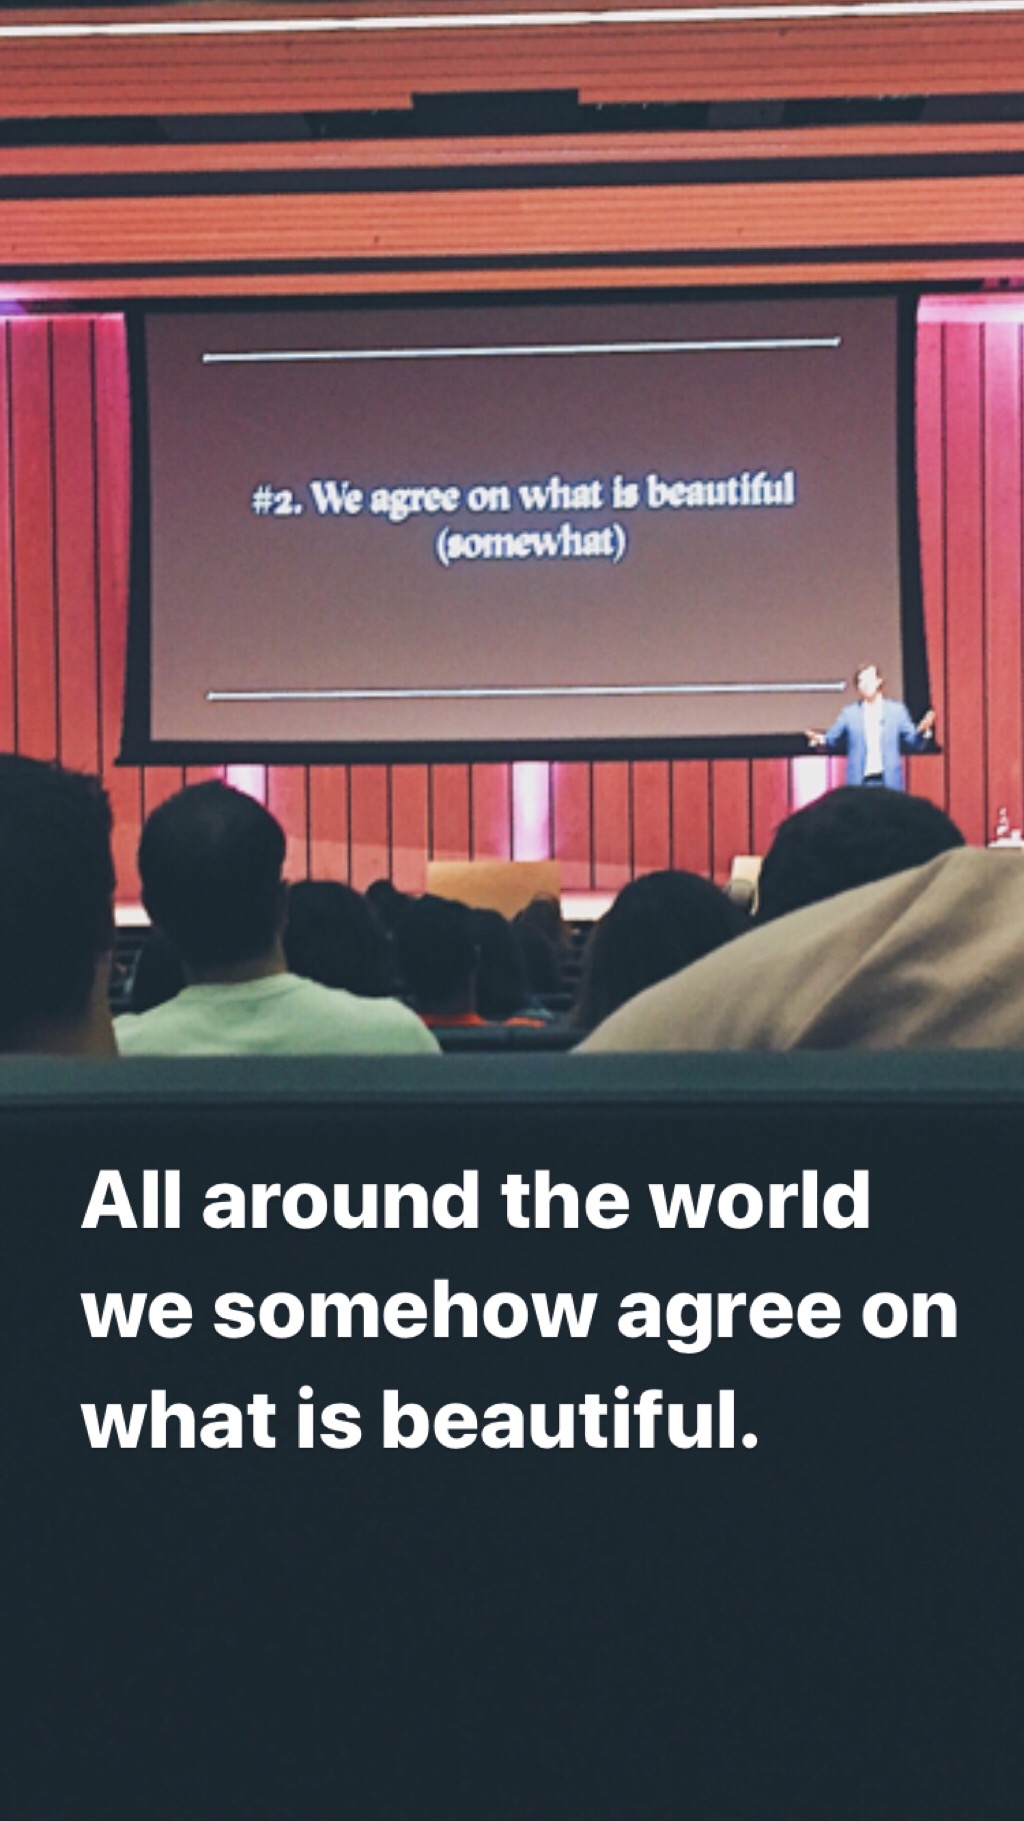 #2. We agree on what is beautiful
(somewhat)
All around the world
we somehow agree on
what is beautiful.